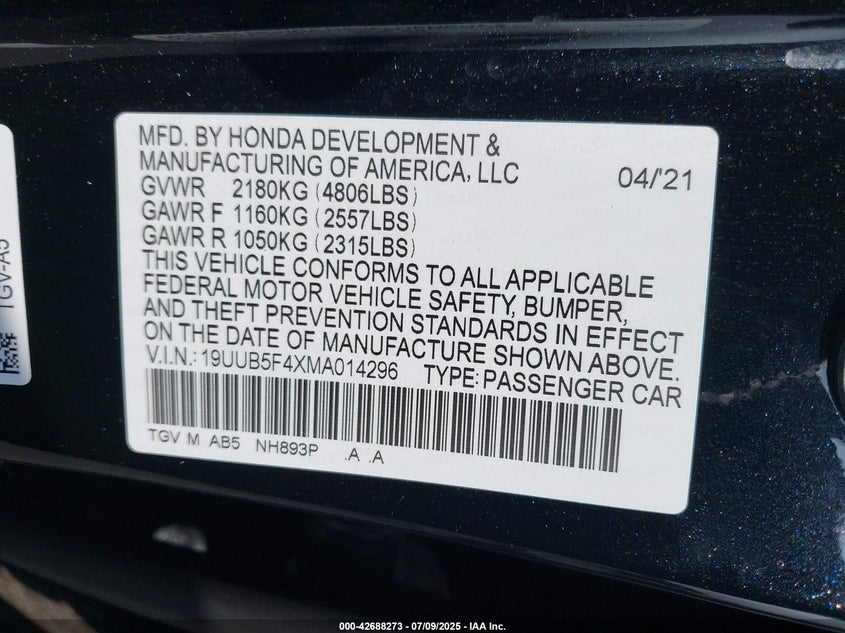 MFD. BY HONDA DEVELOPMENT &
MANUFACTURING OF AMERICA, LLC 04/'21
GVWR 2180KG (4806LBS)
GAWR F 1160KG (2557LBS)
GAWR R 1050KG (2315LBS)
THIS VEHICLE CONFORMS TO ALL APPLICABLE
FEDERAL MOTOR VEHICLE SAFETY, BUMPER,
AND THEFT PREVENTION STANDARDS IN EFFECT
ON THE DATE OF MANUFACTURE SHOWN ABOVE.
V.I.N.: 19UUB5F4XMA014296 TYPE: PASSENGER CAR
TGV M AB5 NH893P .A .A
TGV-A5
000-42688273 / 07/09/2025 - IAA Inc.